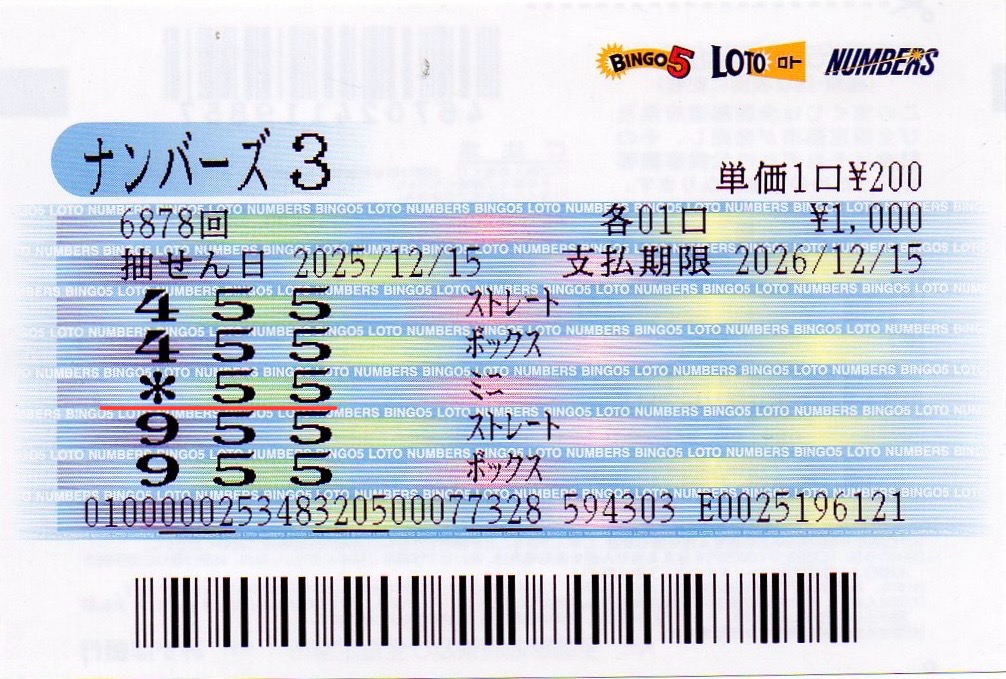 BINGO5 LOTO ロト NUMBERS
ナンバーズ 3
単価1口¥200
6878回 各01口 ¥1,000
抽せん日 2025/12/15 支払期限 2026/12/15
4 5 5 ストレート
4 5 5 ボックス
* 5 5 ミニ
9 5 5 ストレート
9 5 5 ボックス
010000025348320500077328 594303 E0025196121